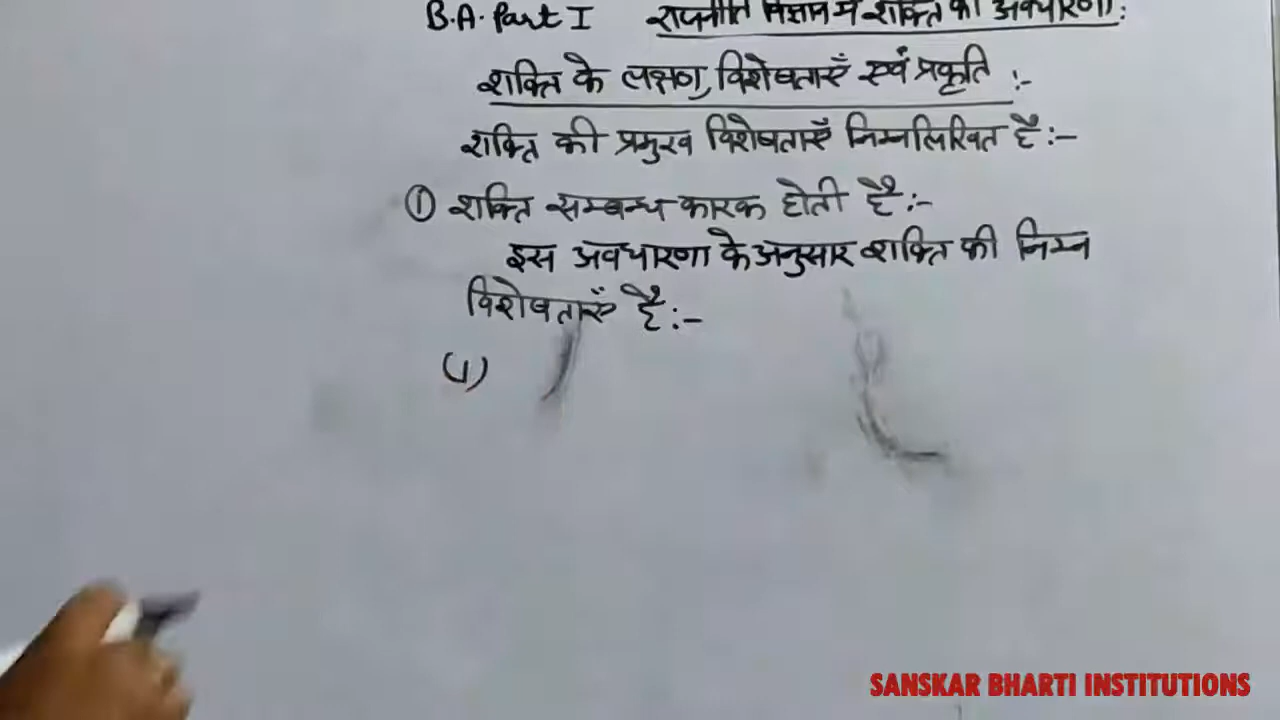 B.A. Part I राजनीति विज्ञान में शक्ति की अवधारणा:
शक्ति के लक्षण, विशेषताएँ एवं प्रकृति :-
शक्ति की प्रमुख विशेषताएँ निम्नलिखित है:-
① शक्ति सम्बन्ध कारक होती है:-
इस अवधारणा के अनुसार शक्ति की निम्न
विशेषताएँ है:-
(1)
SANSKAR BHARTI INSTITUTIONS